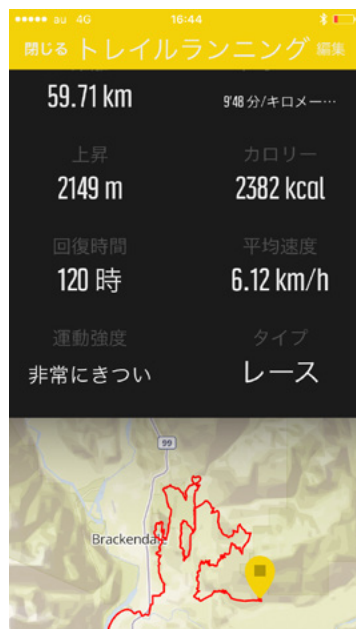 au 4G 16:44
閉じる トレイルランニング 編集
59.71 km 9'48 分/キロメー…
上昇 カロリー
2149 m 2382 kcal
回復時間 平均速度
120 時 6.12 km/h
運動強度 タイプ
非常にきつい レース
99
Brackendale